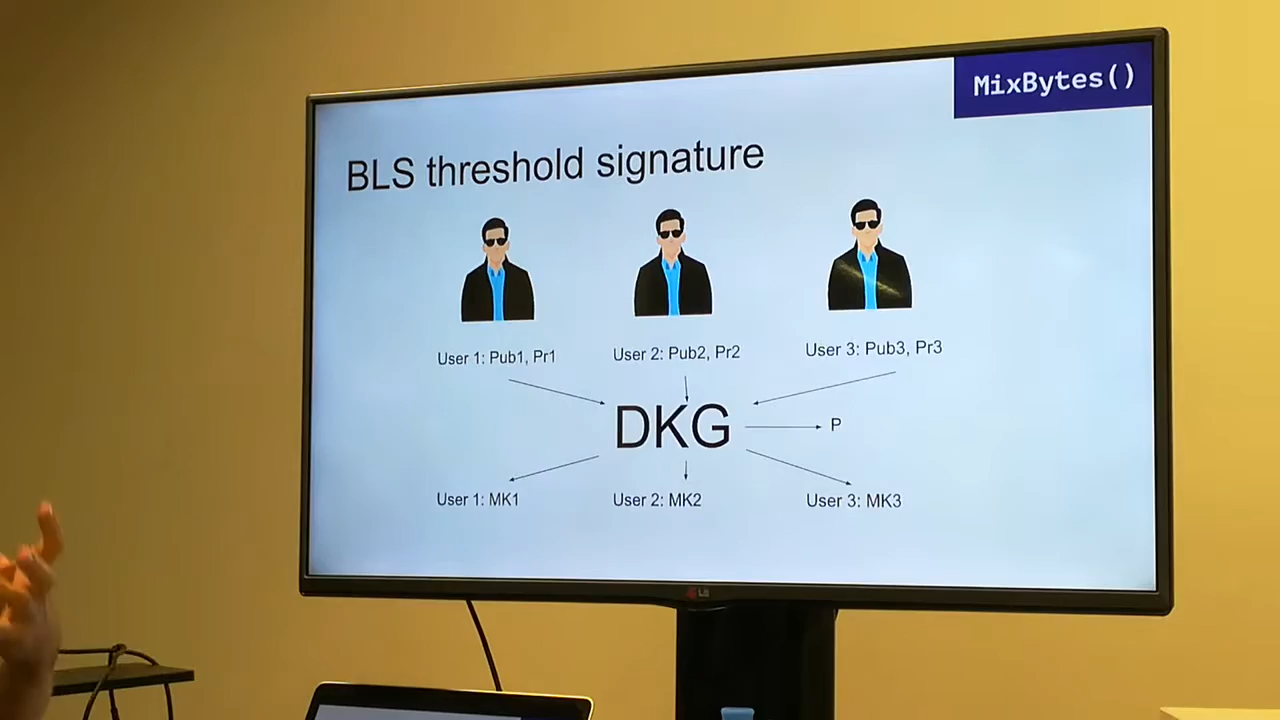 MixBytes()
BLS threshold signature
User 1: Pub1, Pr1
User 2: Pub2, Pr2
User 3: Pub3, Pr3
DKG
P
User 1: MK1
User 2: MK2
User 3: MK3
LG